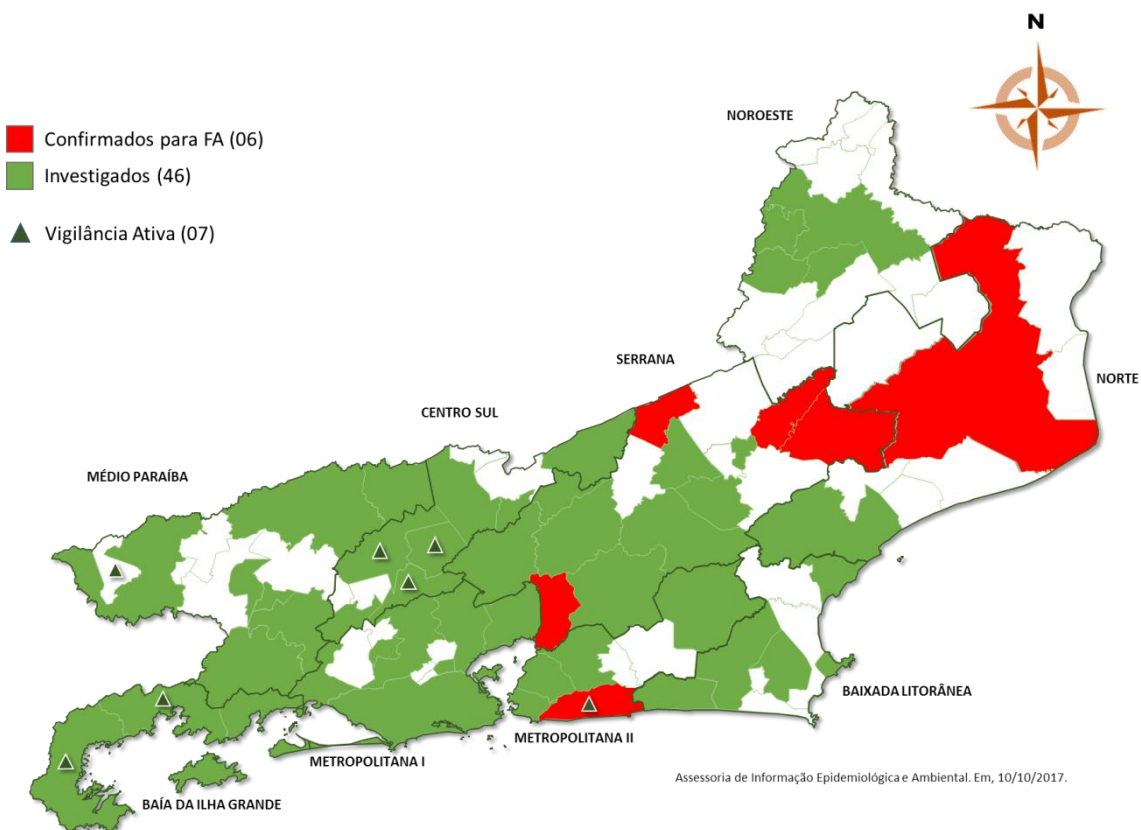 N
NOROESTE
Confirmados para FA (06)
Investigados (46)
Vigilância Ativa (07)
SERRANA
NORTE
CENTRO SUL
MÉDIO PARAÍBA
BAIXADA LITORÂNEA
METROPOLITANA II
METROPOLITANA I
Assessoria de Informação Epidemiológica e Ambiental. Em, 10/10/2017.
BAÍA DA ILHA GRANDE